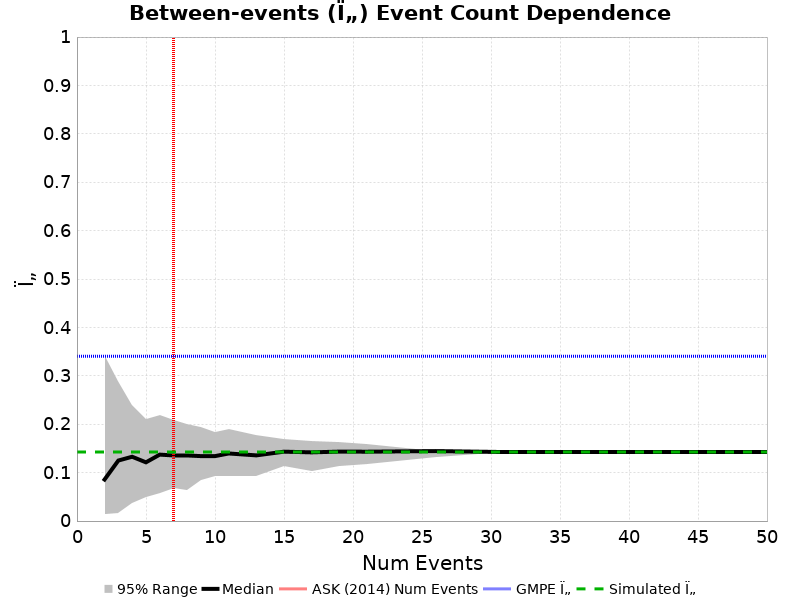 Between-events (Ï„) Event Count Dependence
1
0.9
0.8
0.7
0.6
0.5
0.4
0.3
0.2
0.1
0
Ï„
0 5 10 15 20 25 30 35 40 45 50
Num Events
95% Range Median ASK (2014) Num Events GMPE Ï„ Simulated Ï„